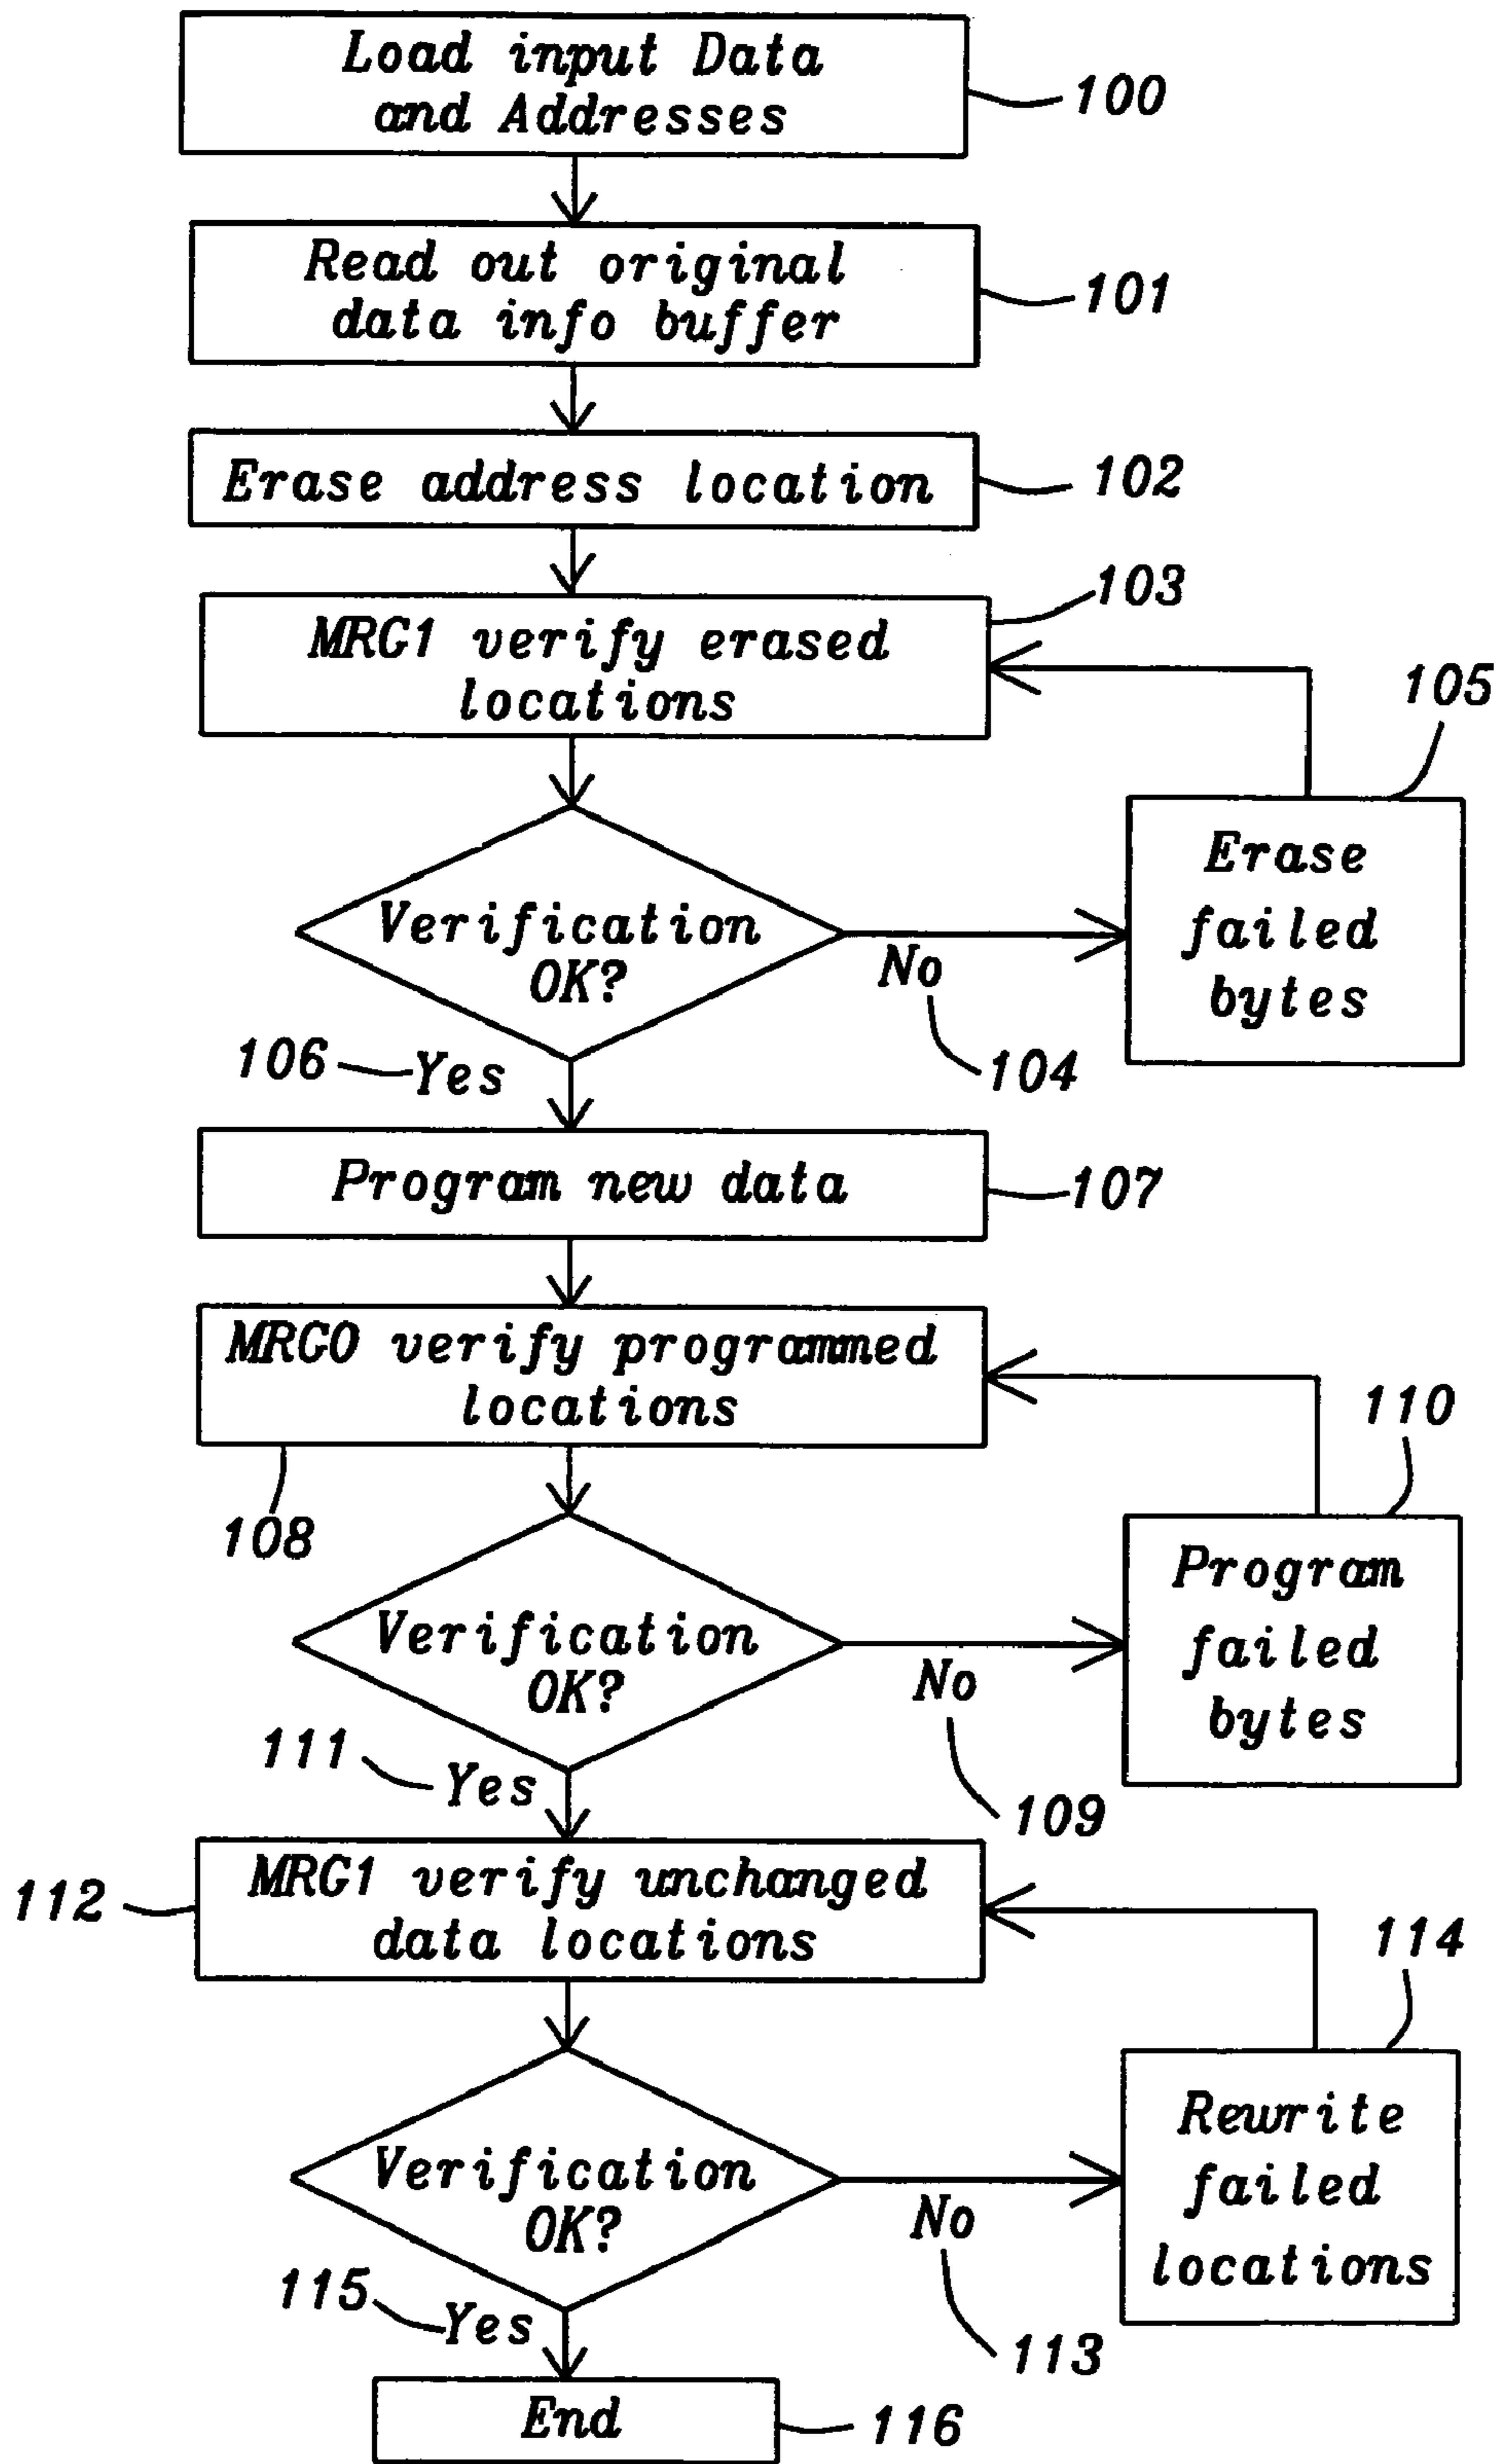 Load input Data
and Addresses
100
Read out original
data info buffer
101
Erase address location
102
103
MRG1 verify erased
locations
105
Erase
failed
bytes
Verification
OK?
No
104
106
Yes
Program new data
107
MRG0 verify programmed
locations
108
110
Program
failed
bytes
Verification
OK?
No
109
111
Yes
112
MRG1 verify unchanged
data locations
114
Rewrite
failed
locations
Verification
OK?
No
113
115
Yes
End
116